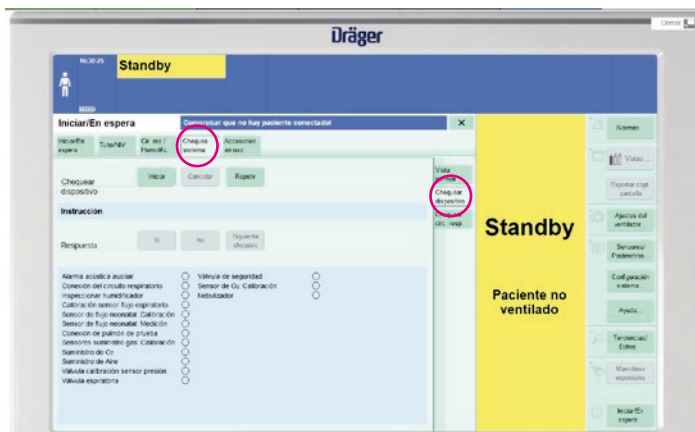 Cerrar
Dräger
16:30:25
Standby
Iniciar/En espera
Comprobar que no hay paciente conectado!
X
Iniciar/En
espera
Tubo/NIV
Cir. res /
Humidific.
Chequeo
sistema
Accesorios
en uso
Chequear
dispositivo
Iniciar
Cancelar
Repetir
Instrucción
Respuesta
Sí
No
Siguiente
chequeo
Alarma acústica auxiliar
Conexión del circuito respiratorio
Inspeccionar humidificador
Calibración sensor flujo espiratorio
Sensor de flujo neonatal: Calibración
Sensor de flujo neonatal: Medición
Conexión de pulmón de prueba
Sensores suministro gas: Calibración
Suministro de O2
Suministro de Aire
Válvula calibración sensor presión
Válvula espiratoria
Válvula de seguridad
Sensor de O2: Calibración
Nebulizador
Vista
Chequear
dispositivo
circ. resp.
Standby
Paciente no
ventilado
Alarmas...
Vistas ...
Exportar capt.
pantalla
Ajustes del
ventilador
Sensores/
Parámetros
Configuración
sistema ...
Ayuda...
Tendencias/
Datos
Maniobras
especiales
Iniciar/En
espera